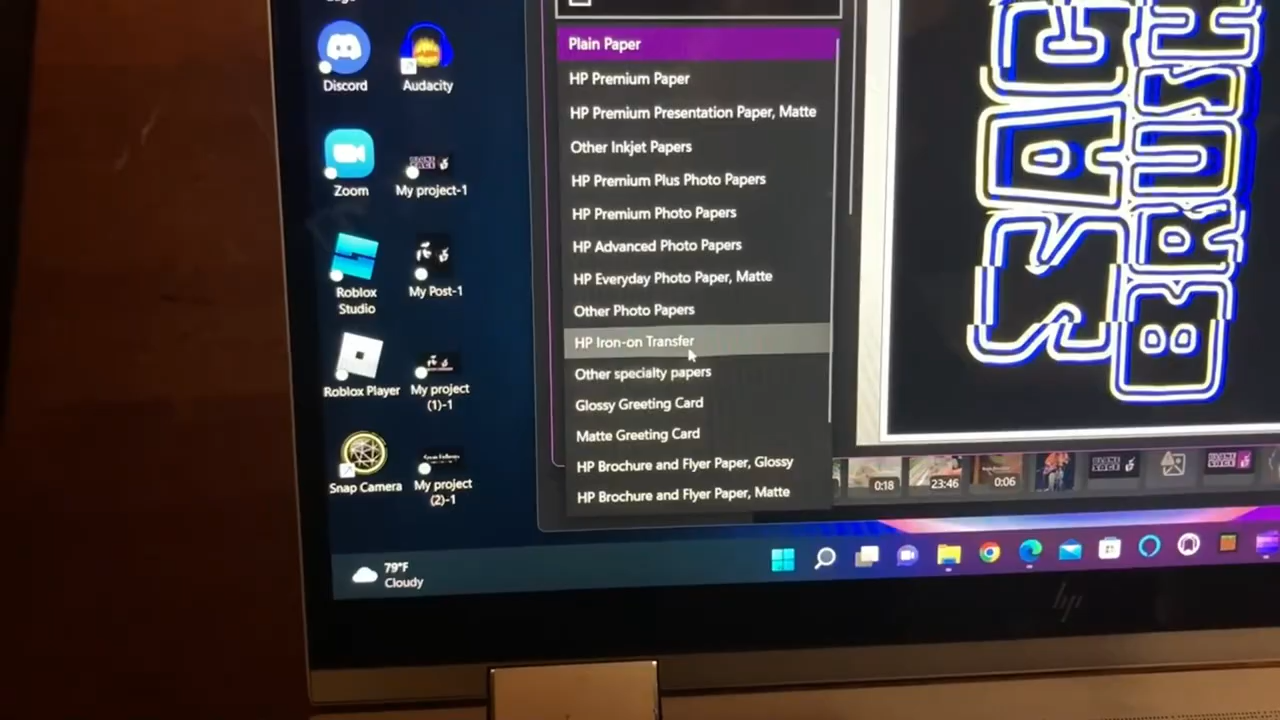 Discord
Audacity
Zoom
My project-1
Roblox
Studio
My Post-1
Roblox Player
My project
(1)-1
Snap Camera
My project
(2)-1
Plain Paper
HP Premium Paper
HP Premium Presentation Paper, Matte
Other Inkjet Papers
HP Premium Plus Photo Papers
HP Premium Photo Papers
HP Advanced Photo Papers
HP Everyday Photo Paper, Matte
Other Photo Papers
HP Iron-on Transfer
Other specialty papers
Glossy Greeting Card
Matte Greeting Card
HP Brochure and Flyer Paper, Glossy
HP Brochure and Flyer Paper, Matte
0:18
23:46
0:06
79°F
Cloudy
hp